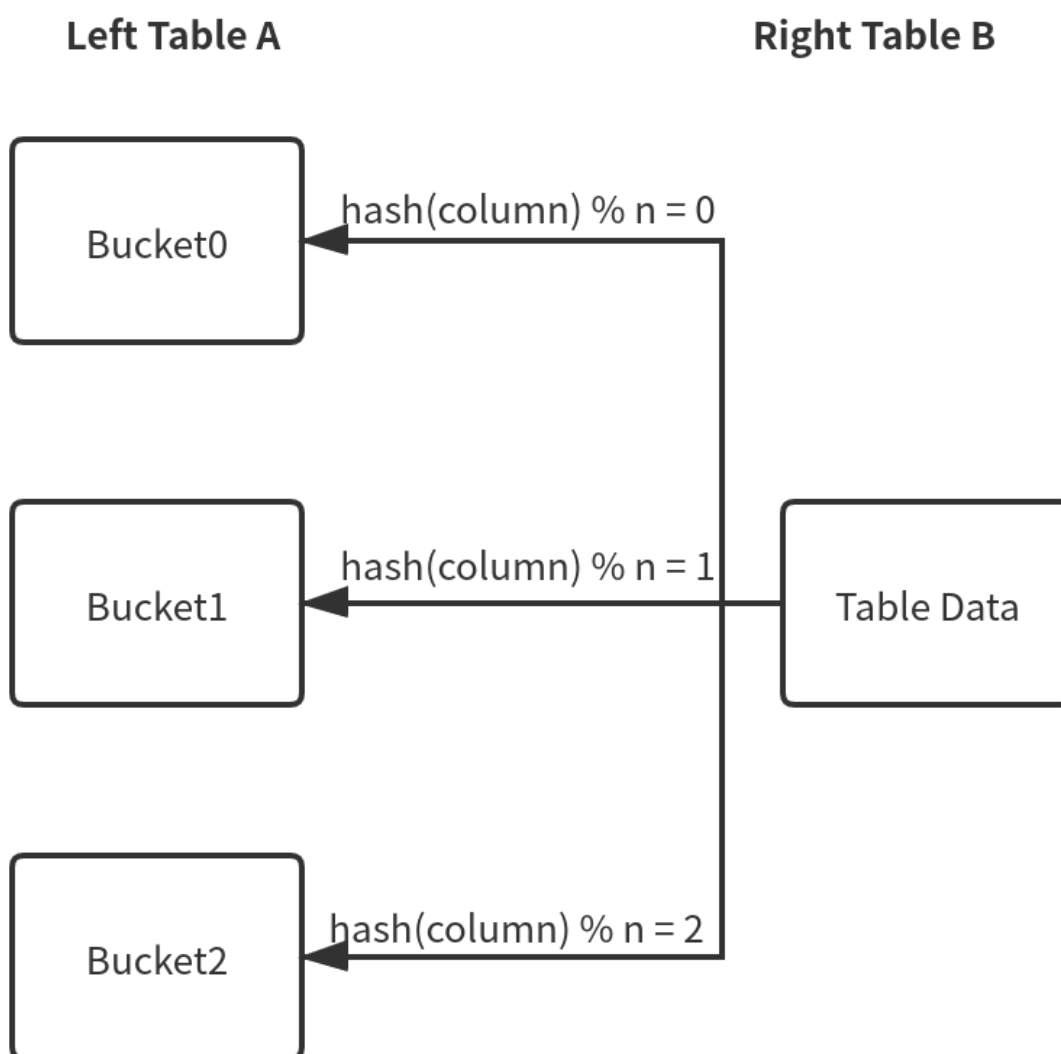 Left Table A
Right Table B
hash(column) % n = 0
Bucket0
hash(column) % n = 1
Bucket1
Table Data
hash(column) % n = 2
Bucket2